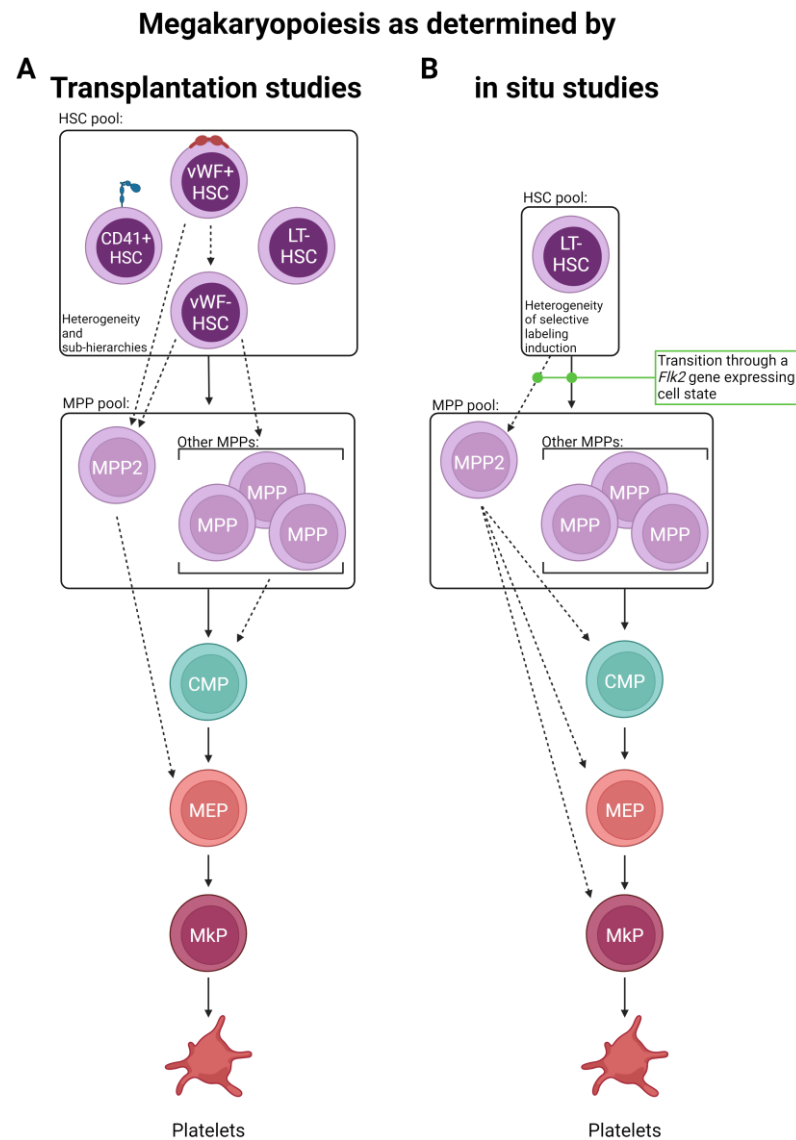 Megakaryopoiesis as determined by
A
Transplantation studies
HSC pool:
vWF+
HSC
CD41+
HSC
LT-
HSC
vWF-
HSC
Heterogeneity
and
sub-hierarchies
MPP pool:
MPP2
Other MPPs:
MPP
MPP
MPP
CMP
MEP
MkP
Platelets
B
in situ studies
HSC pool:
LT-
HSC
Heterogeneity
of selective
labeling
induction
Transition through a
Flk2 gene expressing
cell state
MPP pool:
MPP2
Other MPPs:
MPP
MPP
MPP
CMP
MEP
MkP
Platelets